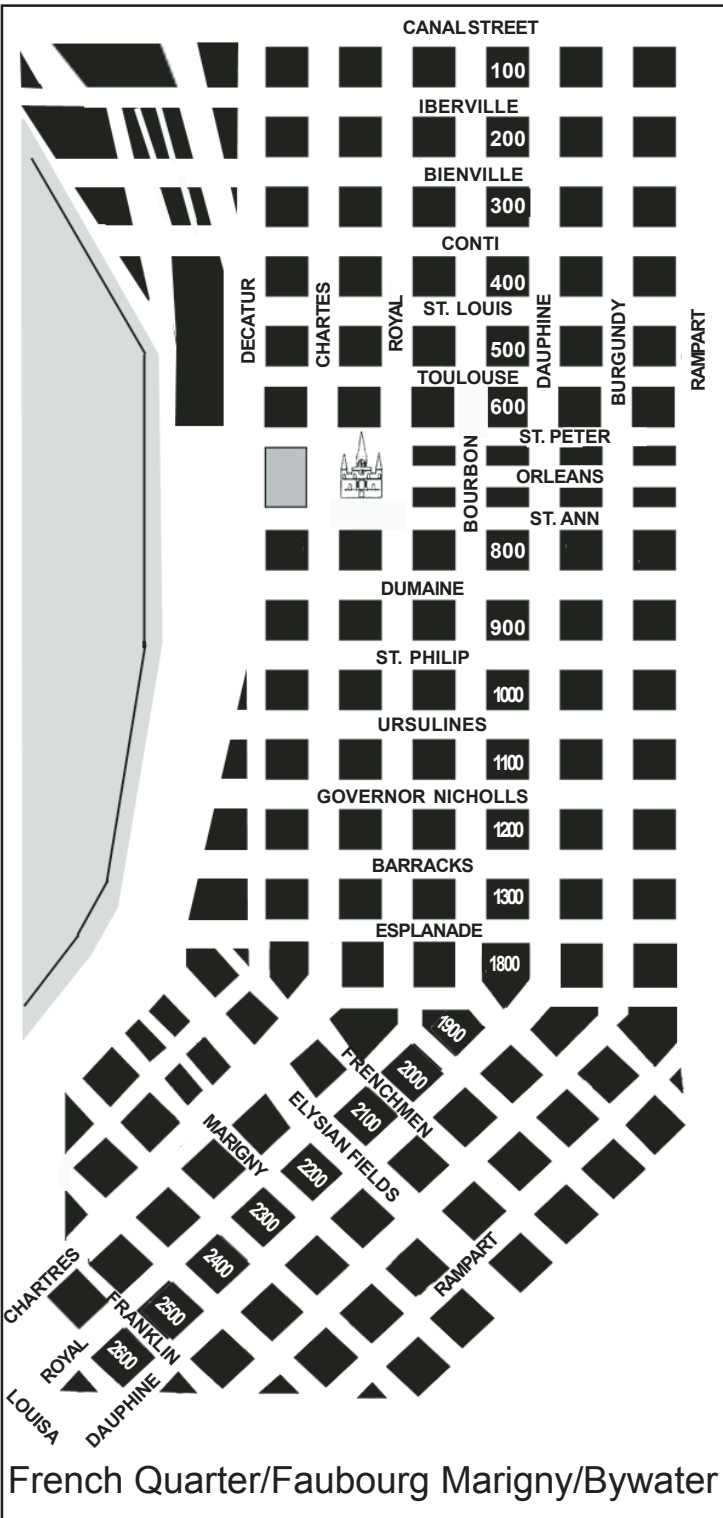 CANAL STREET
100
IBERVILLE
200
BIENVILLE
300
CONTI
400
DECATUR
CHARTES
ROYAL
ST. LOUIS
DAUPHINE
BURGUNDY
RAMPART
500
TOULOUSE
600
ST. PETER
BOURBON
ORLEANS
ST. ANN
800
DUMAINE
900
ST. PHILIP
1000
URSULINES
1100
GOVERNOR NICHOLLS
1200
BARRACKS
1300
ESPLANADE
1800
1900
FRENCHMEN
2000
ELYSIAN FIELDS
2100
MARIGNY
2200
2300
2400
RAMPART
CHARTRES
FRANKLIN
2500
ROYAL
2600
LOUISA
DAUPHINE
French Quarter/Faubourg Marigny/Bywater